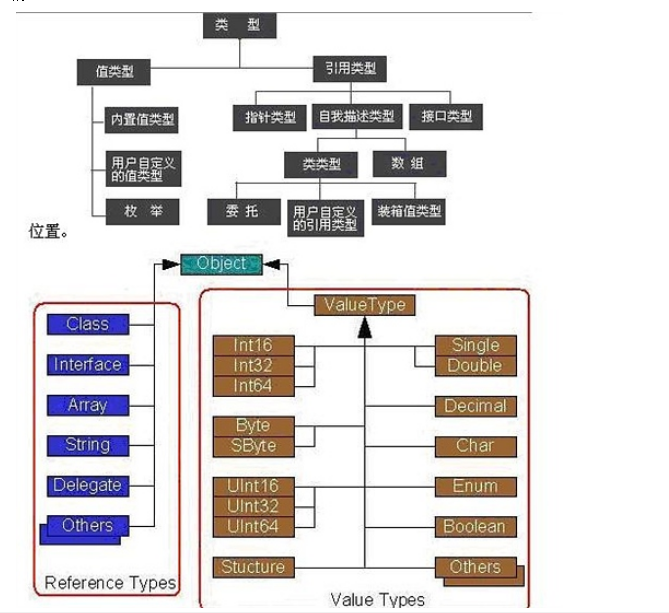 类 型
值类型
引用类型
内置值类型
用户自定义
的值类型
枚 举
指针类型
自我描述类型
接口类型
类类型
数 组
委 托
用户自定义
的引用类型
装箱值类型
位置。
Object
Class
Interface
Array
String
Delegate
Others
Reference Types
ValueType
Int16
Int32
Int64
Byte
SByte
UInt16
UInt32
UInt64
Stucture
Single
Double
Decimal
Char
Enum
Boolean
Others
Value Types